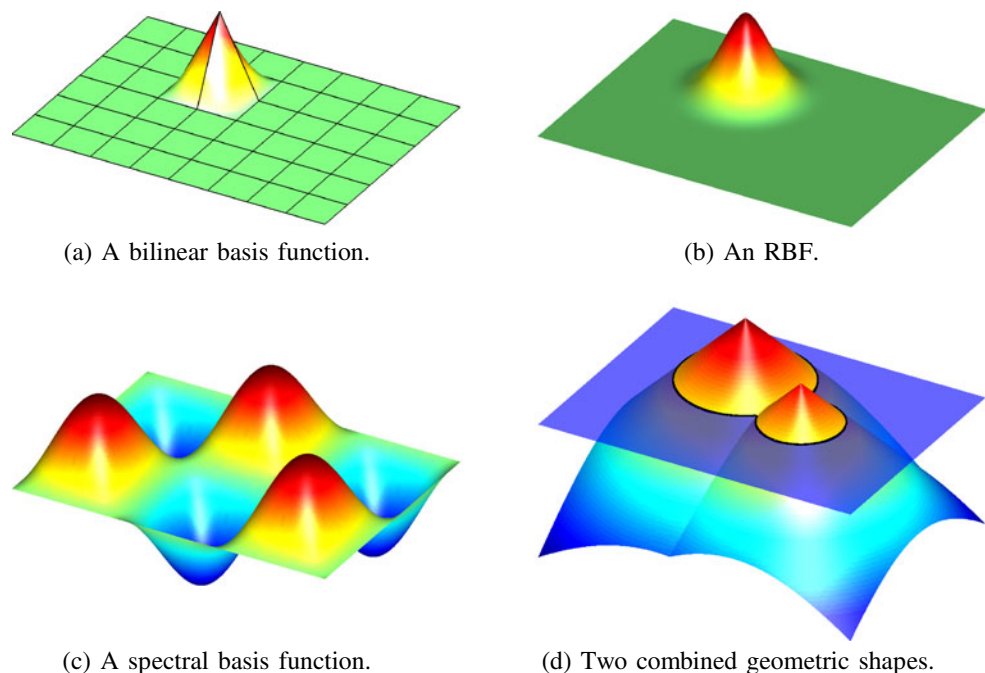 (a) A bilinear basis function.
(b) An RBF.
(c) A spectral basis function.
(d) Two combined geometric shapes.